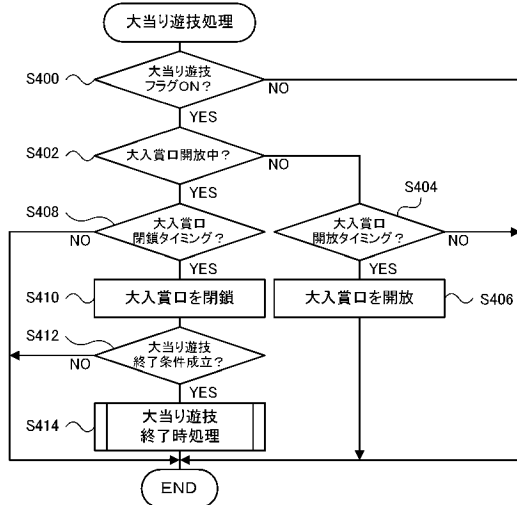 大当り遊技処理
S400
大当り遊技
フラグON?
NO
YES
S402
大入賞口開放中?
NO
YES
S404
S408
大入賞口
閉鎖タイミング?
大入賞口
開放タイミング?
NO
NO
YES
YES
S410
大入賞口を閉鎖
大入賞口を開放
S406
S412
大当り遊技
終了条件成立?
NO
YES
S414
大当り遊技
終了時処理
END